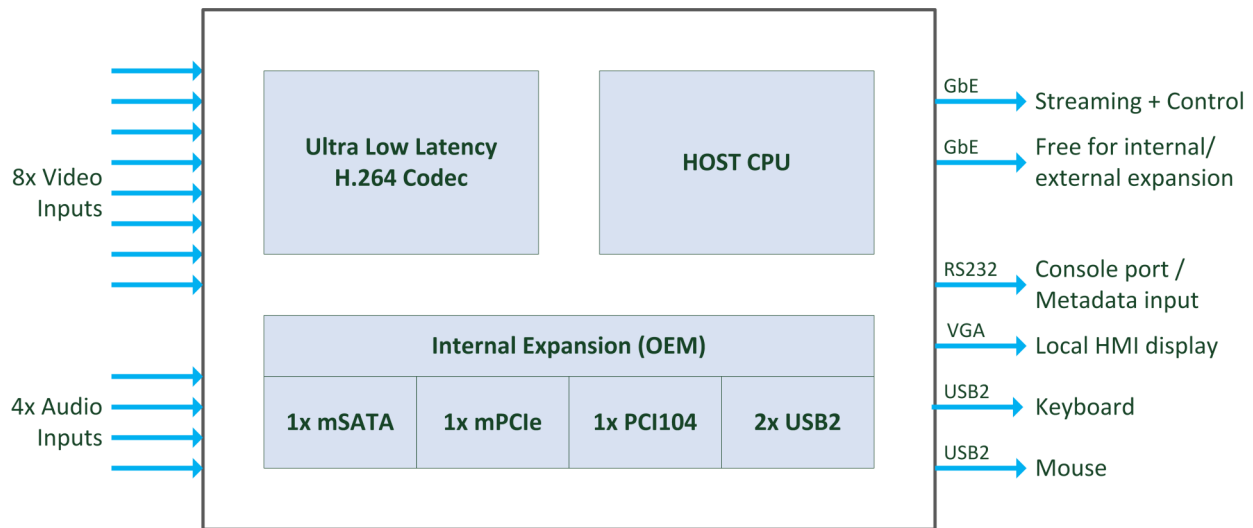 8x Video
Inputs
4x Audio
Inputs
Ultra Low Latency
H.264 Codec
HOST CPU
Internal Expansion (OEM)
1x mSATA
1x mPCIe
1x PCI104
2x USB2
GbE
Streaming + Control
GbE
Free for internal/
external expansion
RS232
Console port /
Metadata input
VGA
Local HMI display
USB2
Keyboard
USB2
Mouse